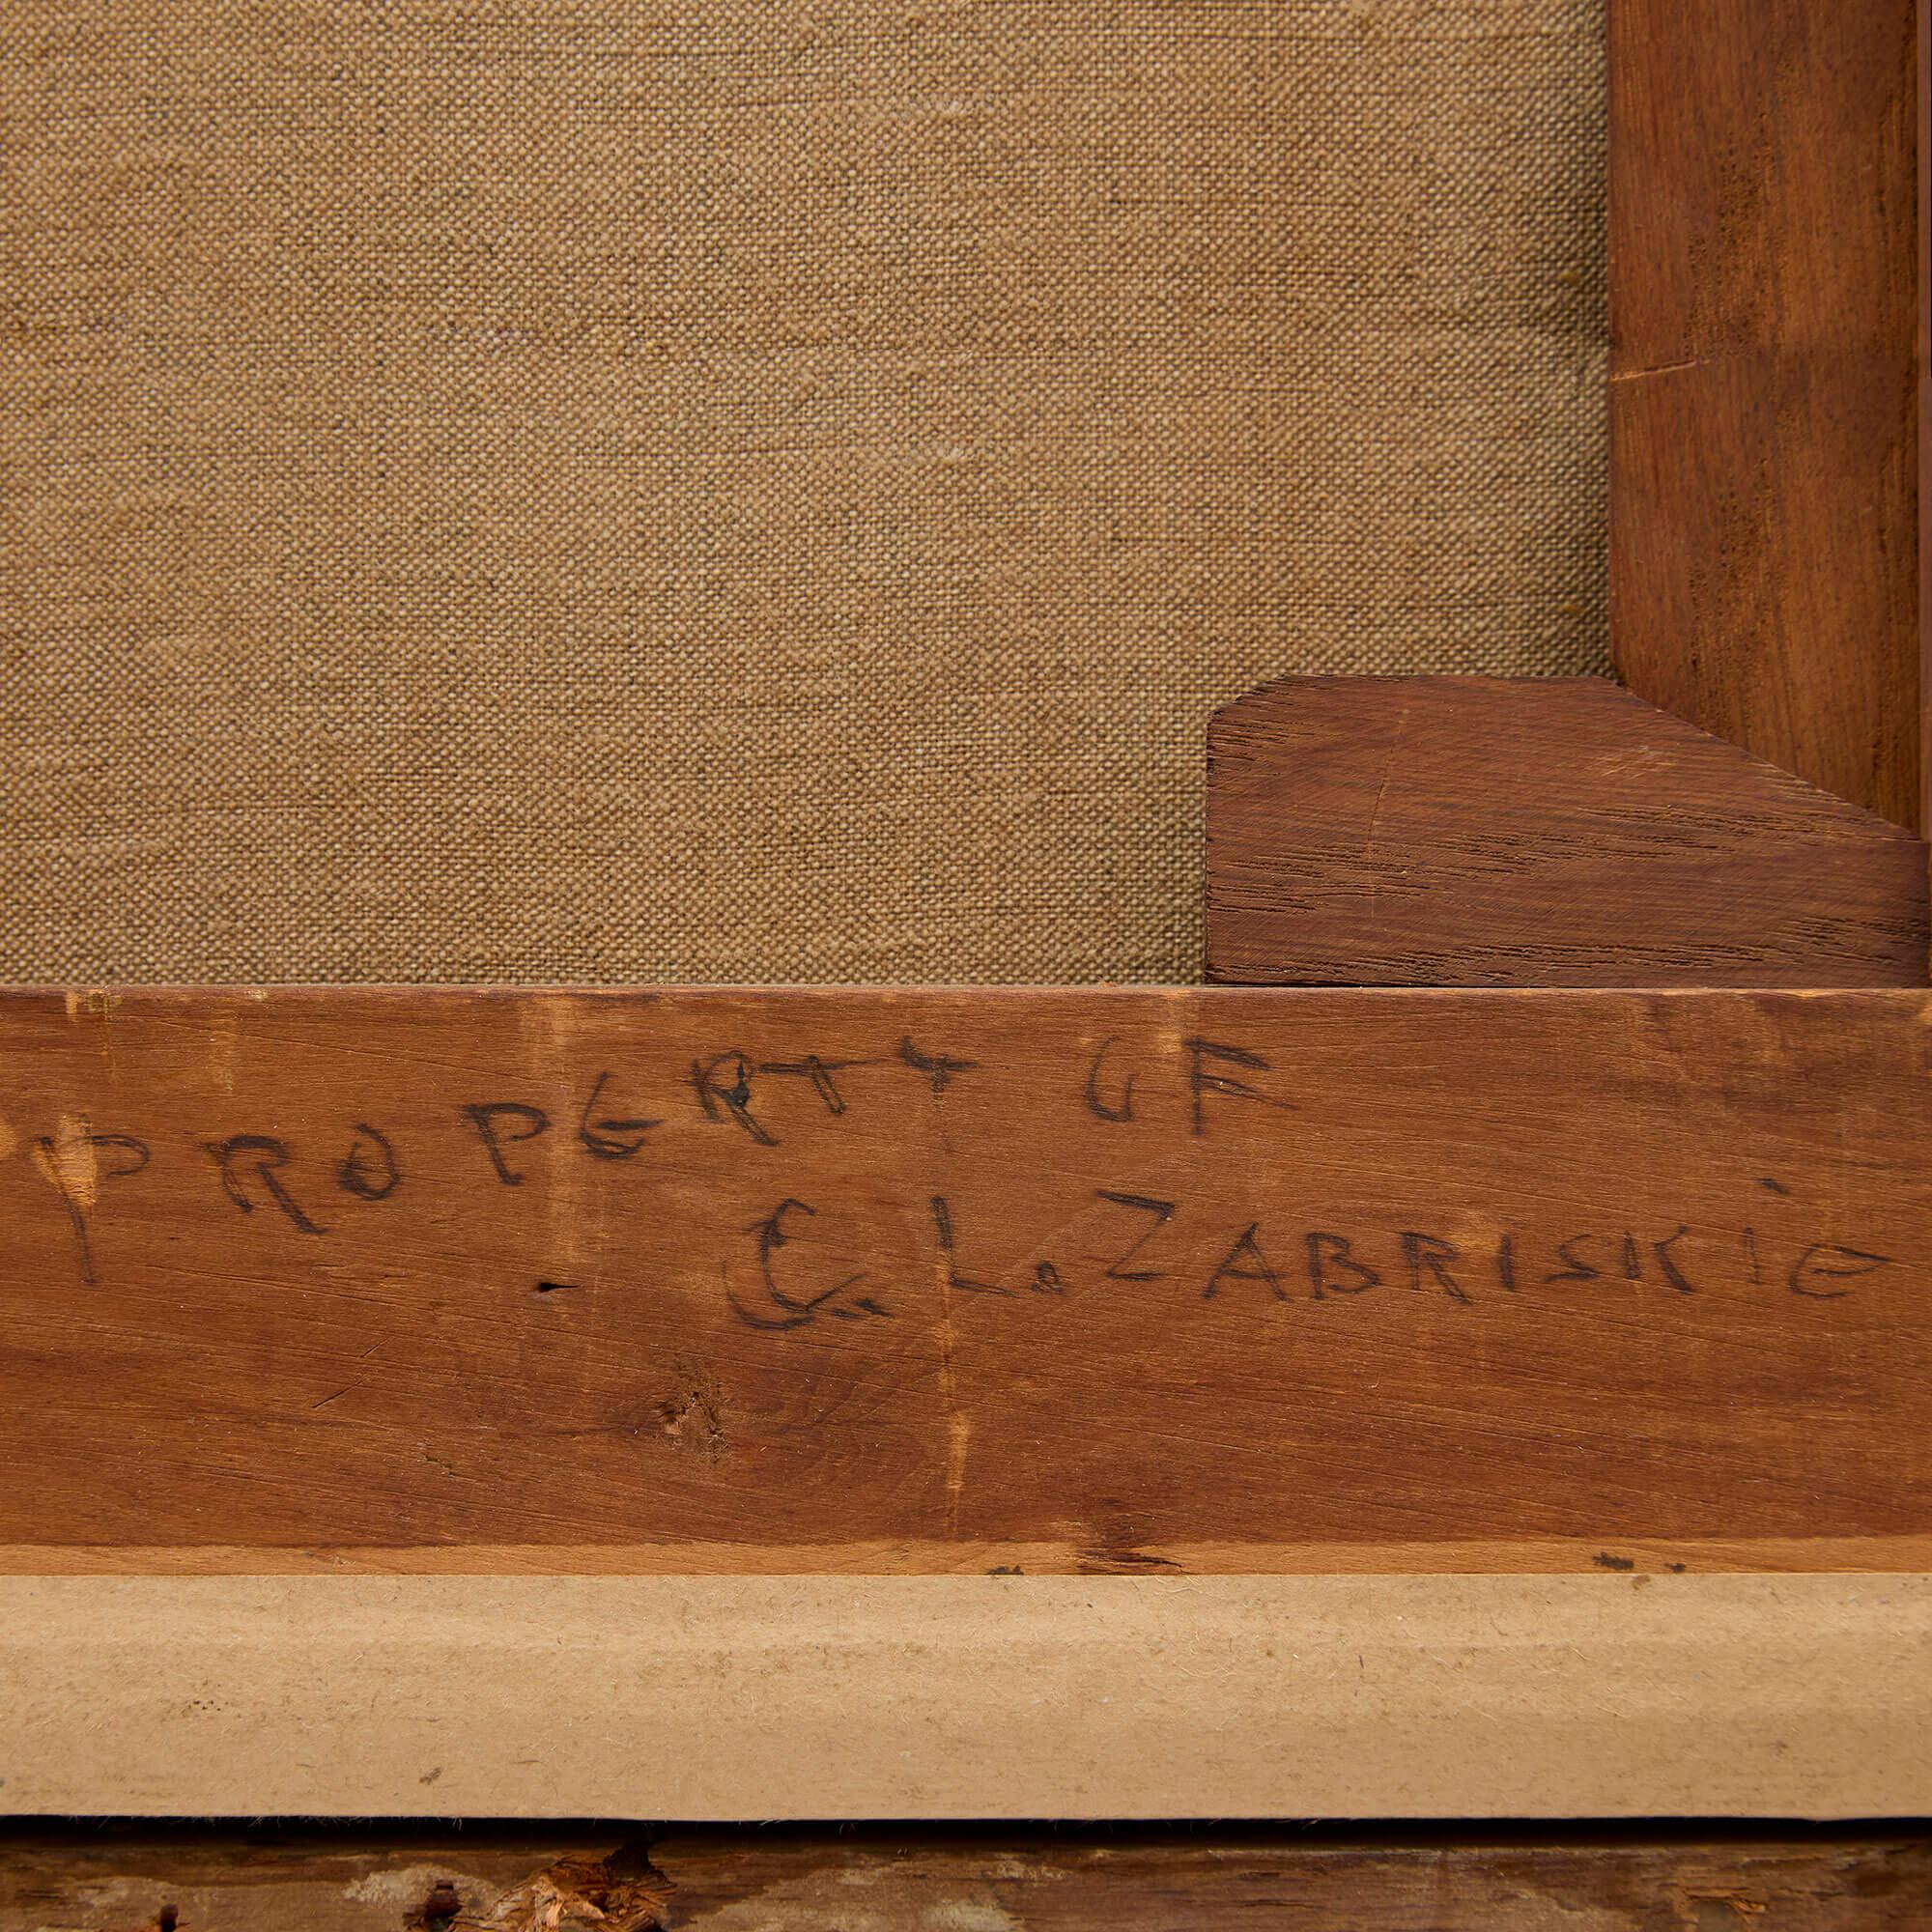 PROPERTY OF
C. L. ZABRISKIE